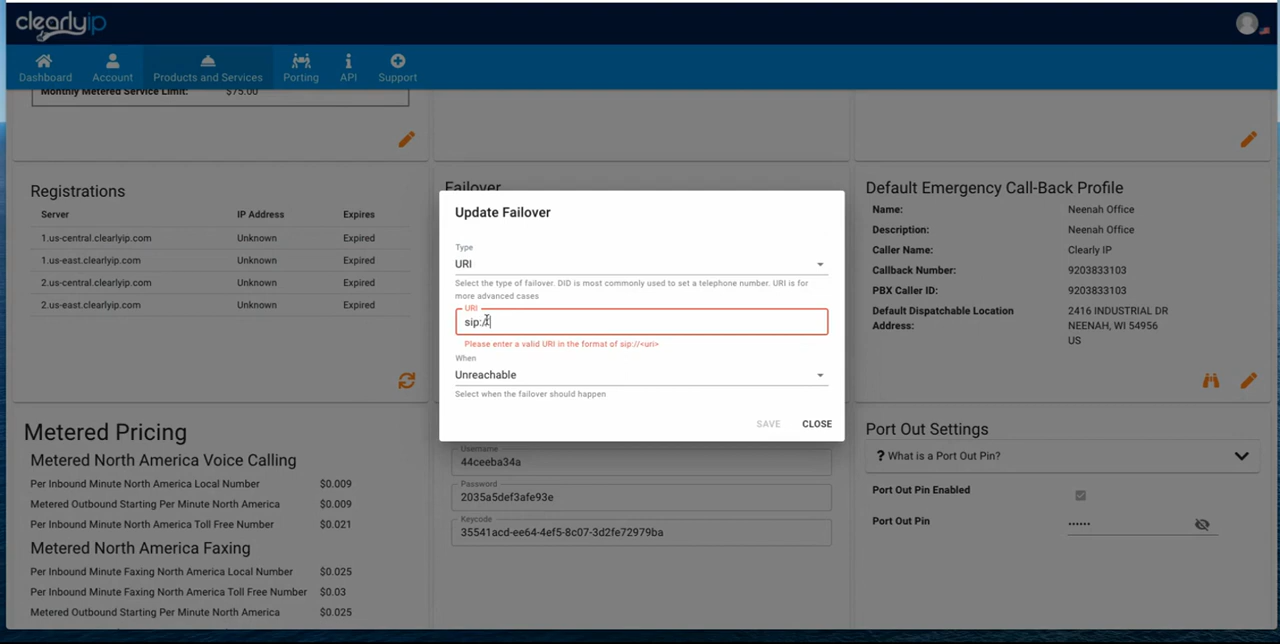 clearlyip
Dashboard
Account
Products and Services
Porting
API
Support
Monthly Metered Service Limit: $75.00
Registrations
Server IP Address Expires
1.us-central.clearlyip.com Unknown Expired
1.us-east.clearlyip.com Unknown Expired
2.us-central.clearlyip.com Unknown Expired
2.us-east.clearlyip.com Unknown Expired
Failover
Update Failover
Type
URI
Select the type of failover. DID is most commonly used to set a telephone number. URI is for
more advanced cases
URI
sip://
Please enter a valid URI in the format of sip://<uri>
When
Unreachable
Select when the failover should happen
SAVE CLOSE
Default Emergency Call-Back Profile
Name: Neenah Office
Description: Neenah Office
Caller Name: Clearly IP
Callback Number: 9203833103
PBX Caller ID: 9203833103
Default Dispatchable Location 2416 INDUSTRIAL DR
Address: NEENAH, WI 54956
US
Metered Pricing
Metered North America Voice Calling
Per Inbound Minute North America Local Number $0.009
Metered Outbound Starting Per Minute North America $0.009
Per Inbound Minute North America Toll Free Number $0.021
Metered North America Faxing
Per Inbound Minute Faxing North America Local Number $0.025
Per Inbound Minute Faxing North America Toll Free Number $0.03
Metered Outbound Starting Per Minute North America $0.025
Username
44ceeba34a
Password
2035a5def3afe93e
Keycode
35541acd-ee64-4ef5-8c07-3d2fe72979ba
Port Out Settings
? What is a Port Out Pin?
Port Out Pin Enabled
Port Out Pin ••••••